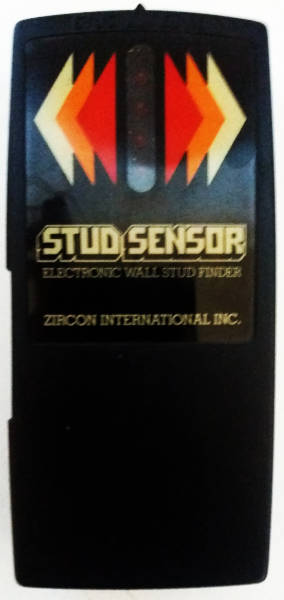 STUD SENSOR
ELECTRONIC WALL STUD FINDER
ZIRCON INTERNATIONAL INC.